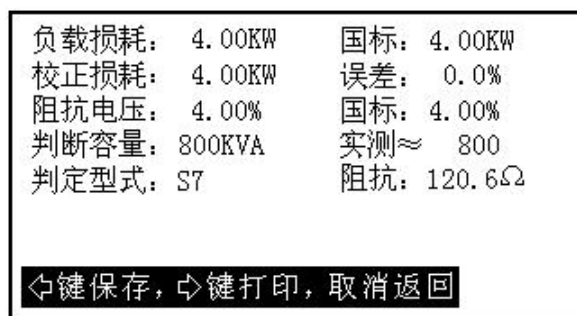 负载损耗： 4.00KW 国标：4.00KW
校正损耗： 4.00KW 误差： 0.0%
阻抗电压： 4.00% 国标：4.00%
判断容量：800KVA 实测≈ 800
判定型式：S7 阻抗：120.6Ω
⇦键保存，⇨键打印，取消返回